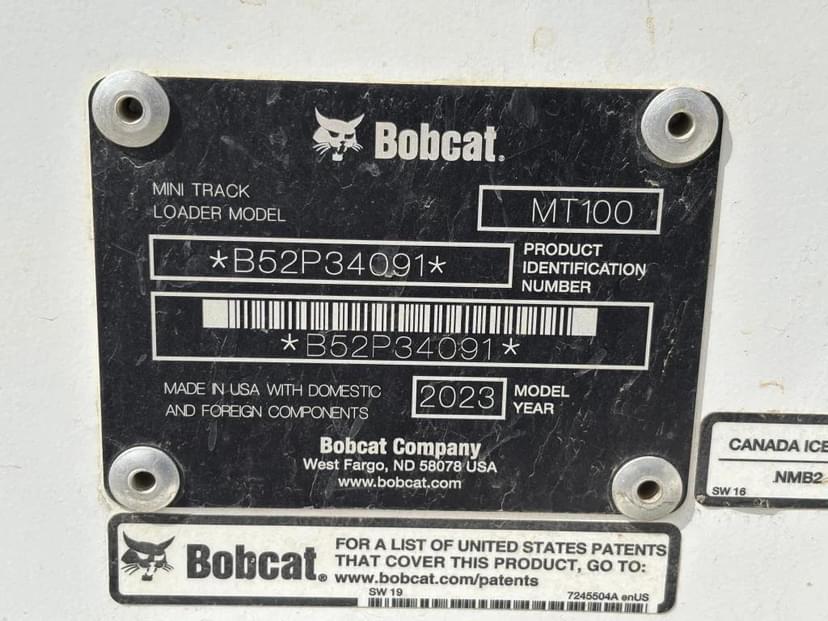 Bobcat.
MINI TRACK
LOADER MODEL
MT100
*B52P34091*
PRODUCT
IDENTIFICATION
NUMBER
*B52P34091*
MADE IN USA WITH DOMESTIC
AND FOREIGN COMPONENTS
2023
MODEL
YEAR
Bobcat Company
West Fargo, ND 58078 USA
www.bobcat.com
CANADA ICE
NMB2
SW 16
Bobcat®
FOR A LIST OF UNITED STATES PATENTS
THAT COVER THIS PRODUCT, GO TO:
www.bobcat.com/patents
SW 19
7245504A enUS